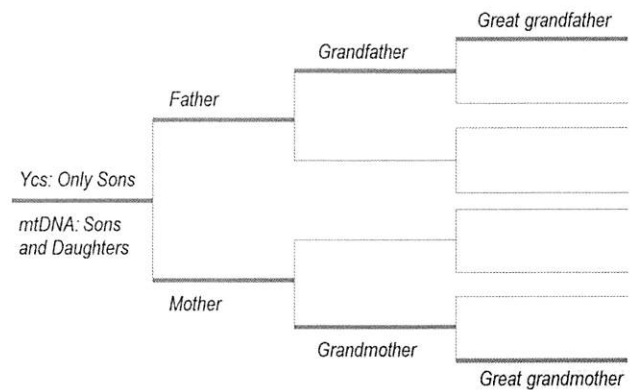 Great grandfather
Grandfather
Father
Ycs: Only Sons
mtDNA: Sons
and Daughters
Mother
Grandmother
Great grandmother